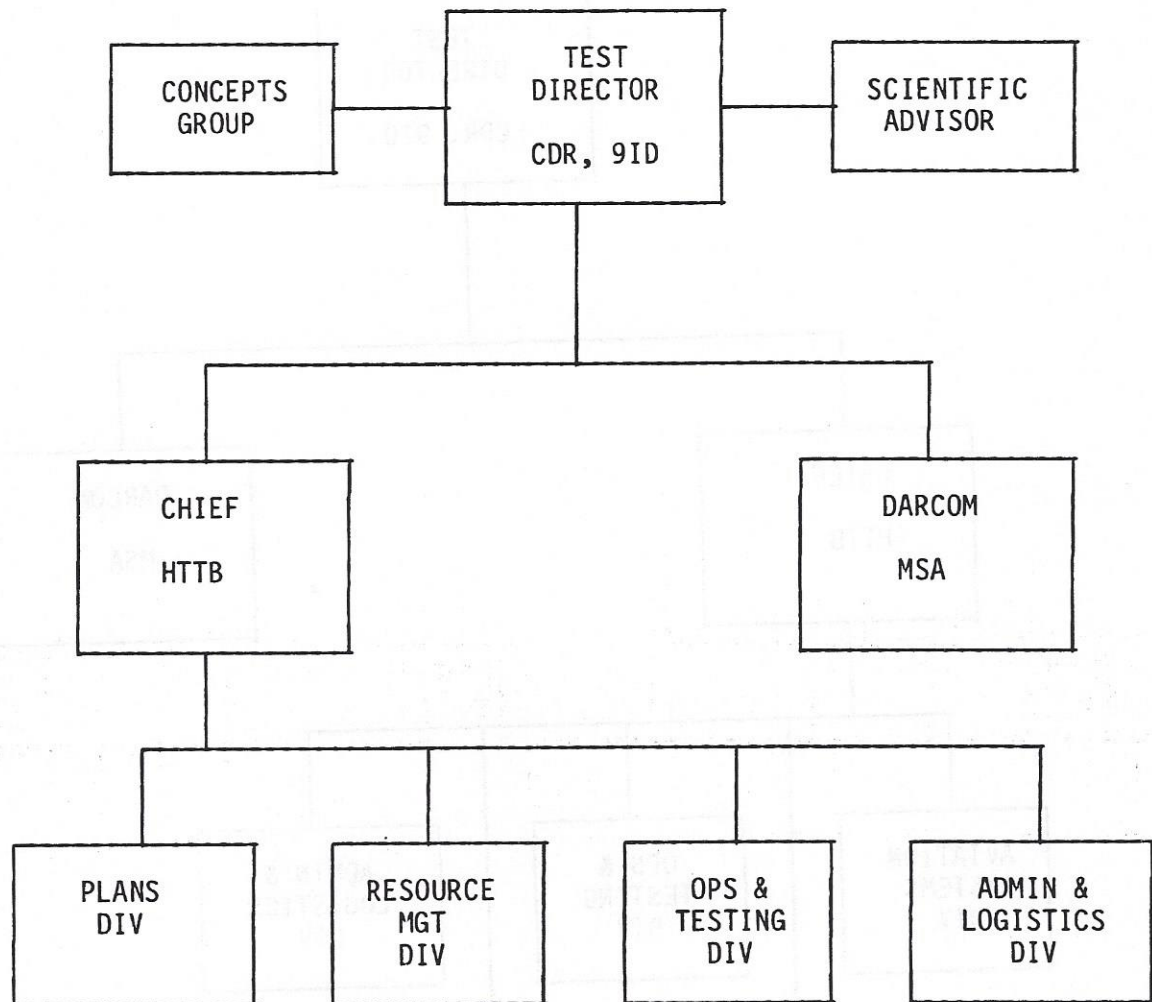 CONCEPTS
GROUP
TEST
DIRECTOR
CDR, 9ID
SCIENTIFIC
ADVISOR
CHIEF
HTTB
DARCOM
MSA
PLANS
DIV
RESOURCE
MGT
DIV
OPS &
TESTING
DIV
ADMIN &
LOGISTICS
DIV